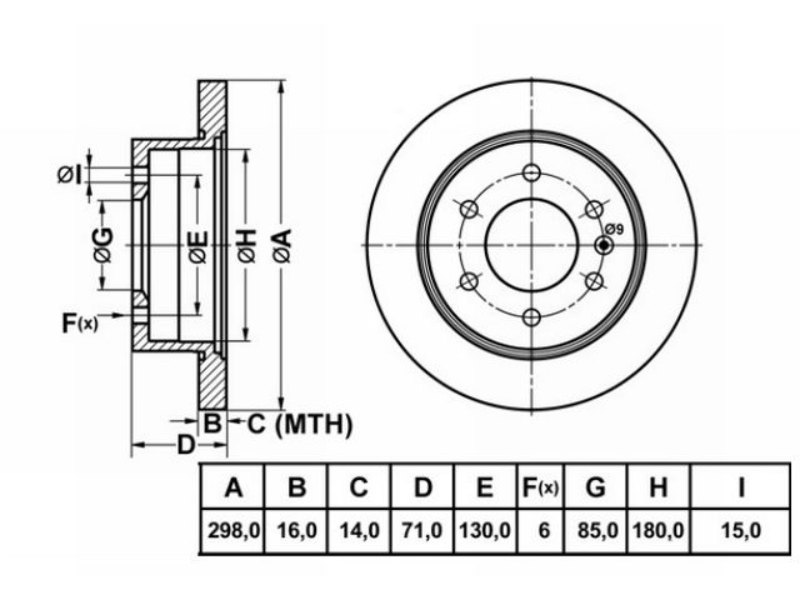 ØI
ØG
ØE
ØH
ØA
Ø9
F(x)
B
C (MTH)
D
A B C D E F(x) G H I
298,0 16,0 14,0 71,0 130,0 6 85,0 180,0 15,0